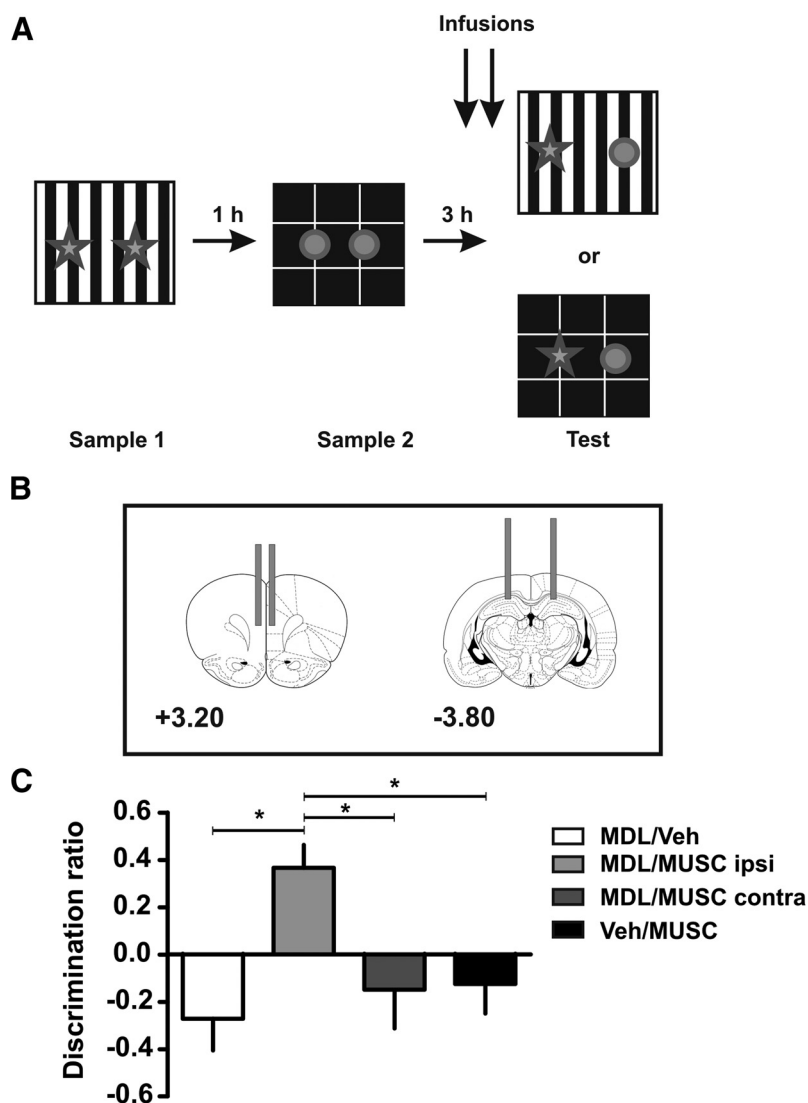 A
Infusions
1 h
3 h
or
Sample 1
Sample 2
Test
B
+3.20
-3.80
C
Discrimination ratio
0.6
0.4
0.2
0.0
-0.2
-0.4
-0.6
*
*
*
MDL/Veh
MDL/MUSC ipsi
MDL/MUSC contra
Veh/MUSC